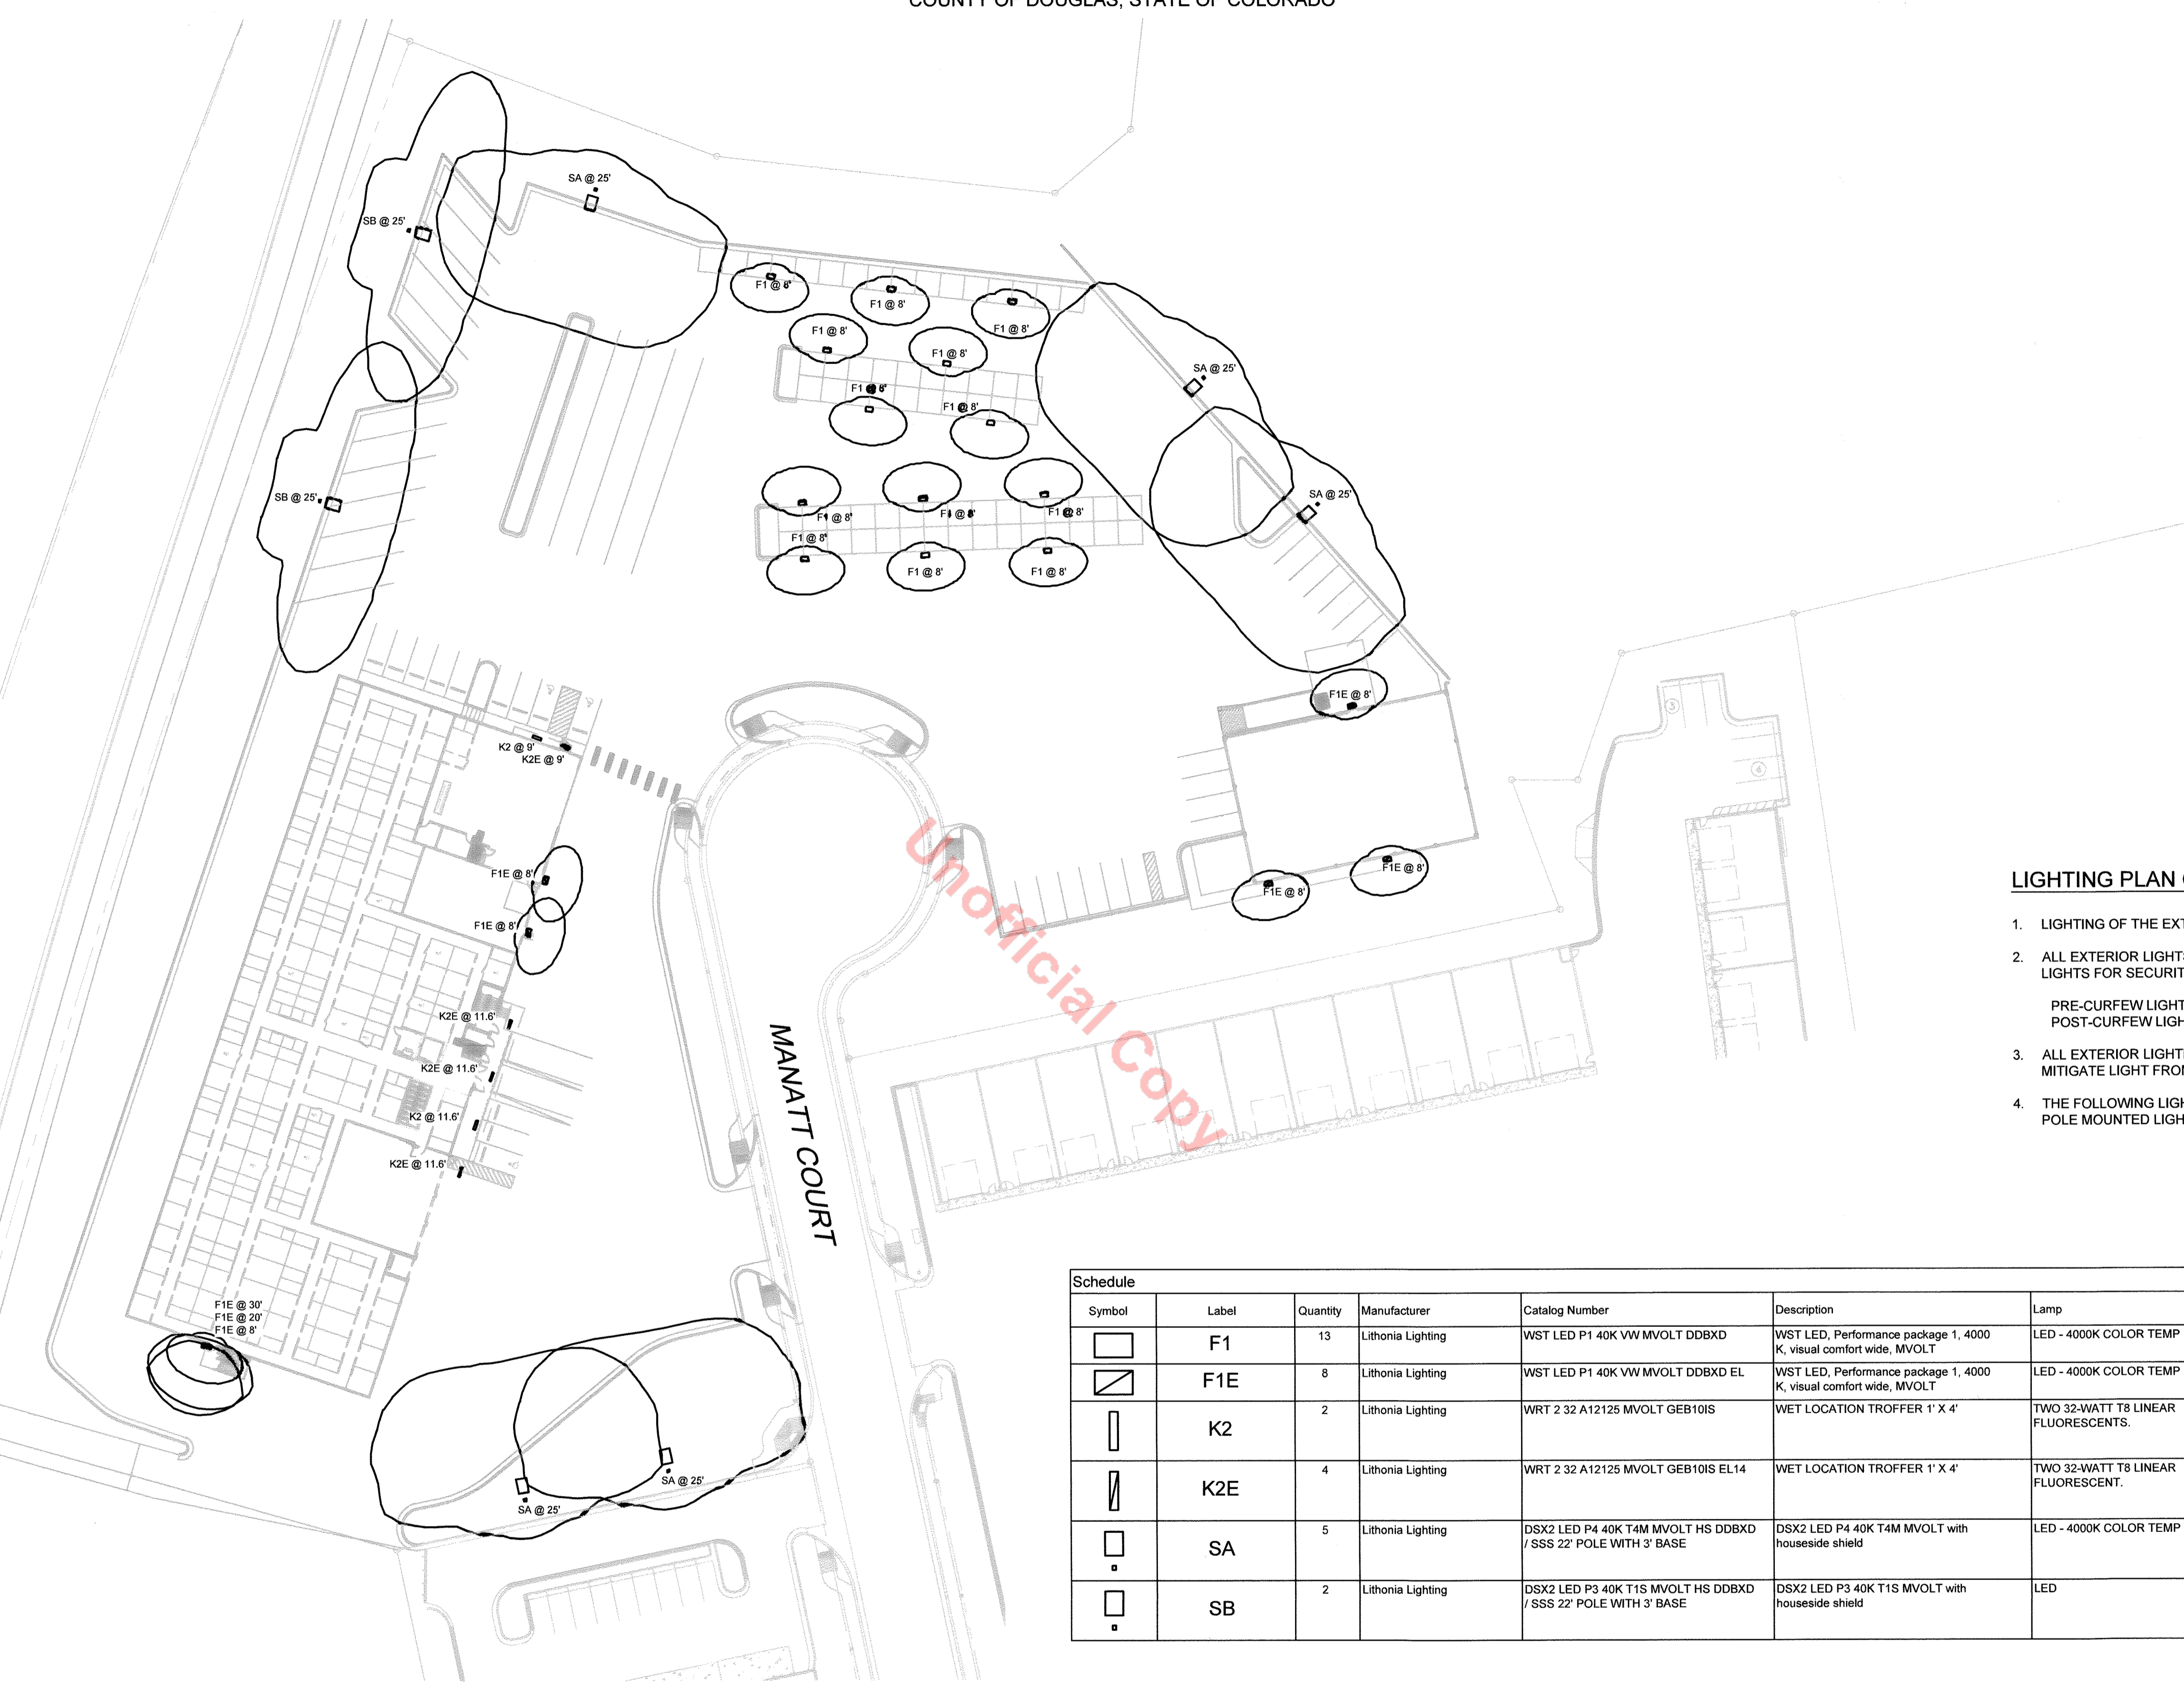 COUNTY OF DOUGLAS, STATE OF COLORADO
SA @ 25'
SB @ 25'
F1 @ 8'
F1 @ 8'
F1 @ 8'
F1 @ 8'
F1 @ 8'
SA @ 25'
F1 @ 8'
F1 @ 8'
SB @ 25'
SA @ 25'
F1 @ 8'
F1 @ 8'
F1 @ 8'
F1 @ 8'
F1 @ 8'
F1 @ 8'
F1E @ 8'
3
K2 @ 9'
K2E @ 9'
6
F1E @ 8'
F1E @ 8'
F1E @ 8'
F1E @ 8'
Unofficial Copy
K2E @ 11.6'
K2E @ 11.6'
K2 @ 11.6'
K2E @ 11.6'
MANATT COURT
F1E @ 30'
F1E @ 20'
F1E @ 8'
SA @ 25'
SA @ 25'
LIGHTING PLAN
1. LIGHTING OF THE EXT
2. ALL EXTERIOR LIGHT
LIGHTS FOR SECURIT
PRE-CURFEW LIGHT
POST-CURFEW LIGH
3. ALL EXTERIOR LIGHT
MITIGATE LIGHT FRO
4. THE FOLLOWING LIGH
POLE MOUNTED LIGH
Schedule
Symbol Label Quantity Manufacturer Catalog Number Description Lamp
F1 13 Lithonia Lighting WST LED P1 40K VW MVOLT DDBXD WST LED, Performance package 1, 4000 LED - 4000K COLOR TEMP
K, visual comfort wide, MVOLT
F1E 8 Lithonia Lighting WST LED P1 40K VW MVOLT DDBXD EL WST LED, Performance package 1, 4000 LED - 4000K COLOR TEMP
K, visual comfort wide, MVOLT
K2 2 Lithonia Lighting WRT 2 32 A12125 MVOLT GEB10IS WET LOCATION TROFFER 1' X 4' TWO 32-WATT T8 LINEAR
FLUORESCENTS.
K2E 4 Lithonia Lighting WRT 2 32 A12125 MVOLT GEB10IS EL14 WET LOCATION TROFFER 1' X 4' TWO 32-WATT T8 LINEAR
FLUORESCENT.
SA 5 Lithonia Lighting DSX2 LED P4 40K T4M MVOLT HS DDBXD DSX2 LED P4 40K T4M MVOLT with LED - 4000K COLOR TEMP
/ SSS 22' POLE WITH 3' BASE houseside shield
SB 2 Lithonia Lighting DSX2 LED P3 40K T1S MVOLT HS DDBXD DSX2 LED P3 40K T1S MVOLT with LED
/ SSS 22' POLE WITH 3' BASE houseside shield